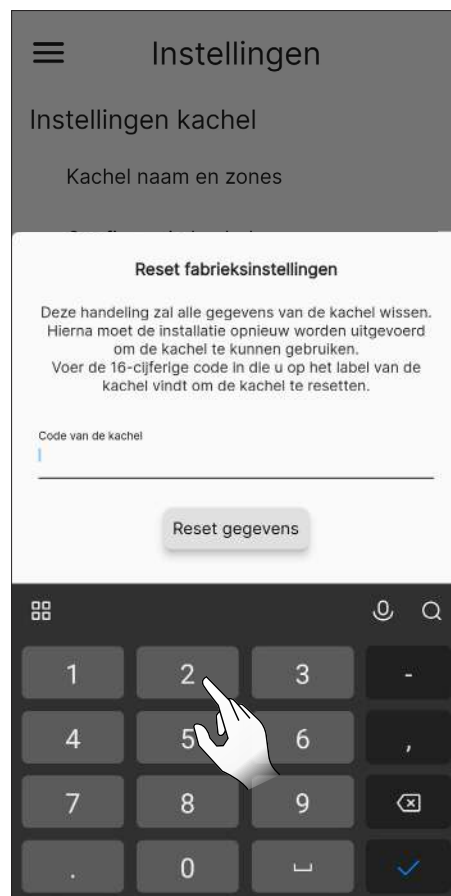 Instellingen
Instellingen kachel
Kachel naam en zones
Reset fabrieksinstellingen
Deze handeling zal alle gegevens van de kachel wissen.
Hierna moet de installatie opnieuw worden uitgevoerd
om de kachel te kunnen gebruiken.
Voer de 16-cijferige code in die u op het label van de
kachel vindt om de kachel te resetten.
Code van de kachel
Reset gegevens
1 2 3 -
4 5 6 ,
7 8 9
. 0